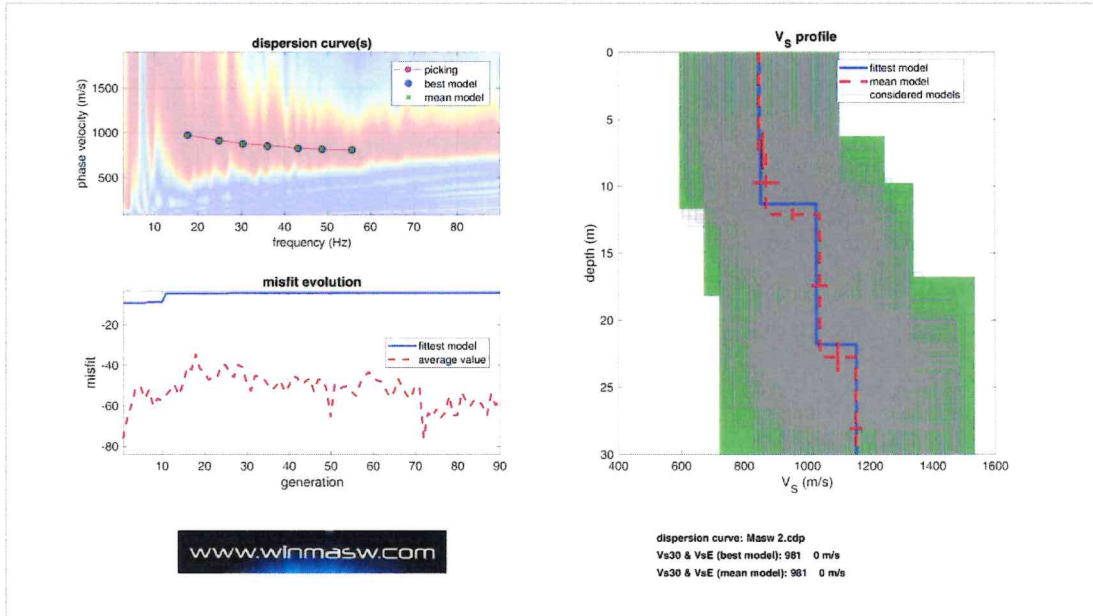 dispersion curve(s)
phase velocity (m/s)
1500
1000
500
picking
best model
mean model
10 20 30 40 50 60 70 80
frequency (Hz)
misfit evolution
misfit
-20
-40
-60
-80
fittest model
average value
10 20 30 40 50 60 70 80 90
generation
www.winmasw.com
VS profile
depth (m)
0
5
10
15
20
25
30
fittest model
mean model
considered models
400 600 800 1000 1200 1400 1600
VS (m/s)
dispersion curve: Masw 2.cdp
Vs30 & VsE (best model): 981 0 m/s
Vs30 & VsE (mean model): 981 0 m/s